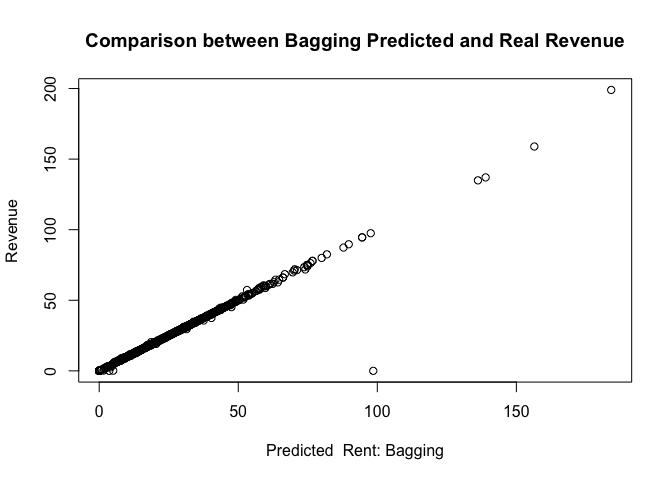 Comparison between Bagging Predicted and Real Revenue
200
150
100
50
0
Revenue
0 50 100 150
Predicted  Rent: Bagging